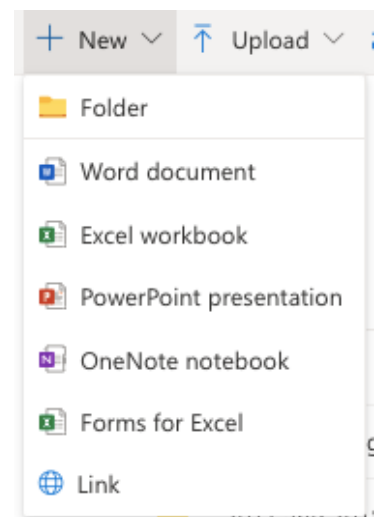 New Upload
Folder
Word document
Excel workbook
PowerPoint presentation
OneNote notebook
Forms for Excel
Link